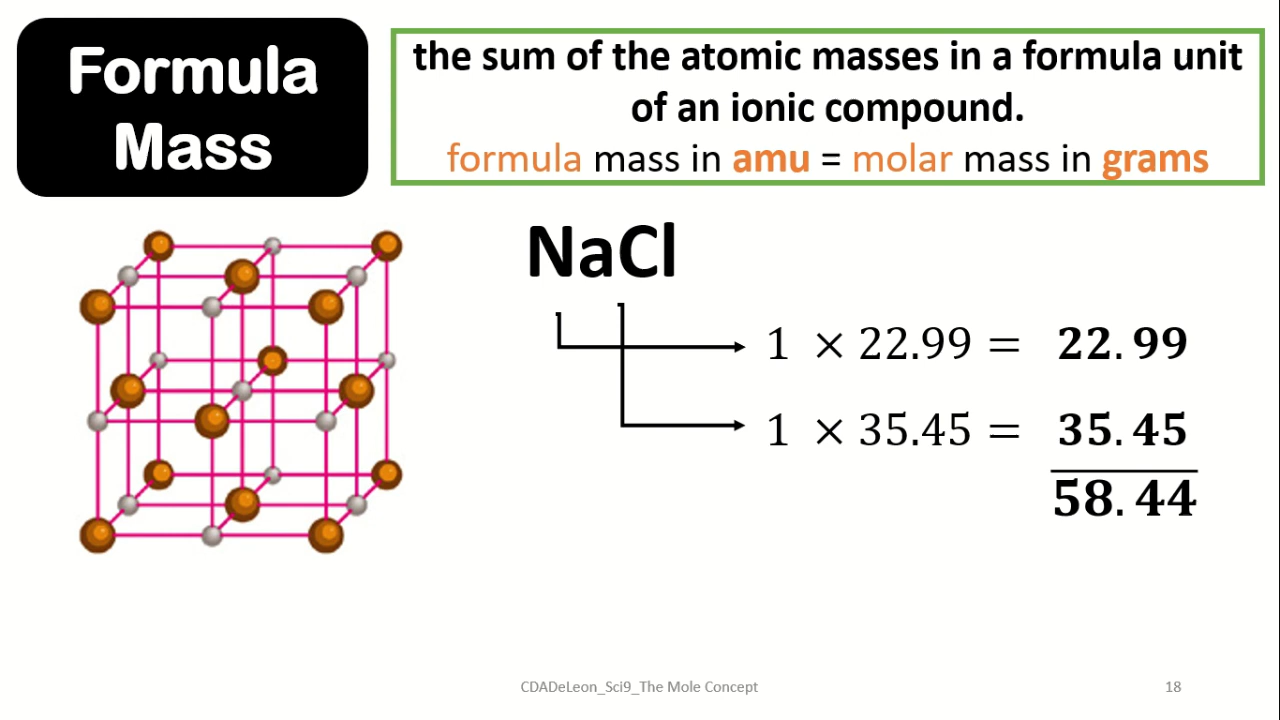 Formula
Mass
the sum of the atomic masses in a formula unit
of an ionic compound.
formula mass in amu = molar mass in grams
NaCl
1 × 22.99 = 22.99
1 × 35.45 = 35.45
58.44
CDADeLeon_Sci9_The Mole Concept
18